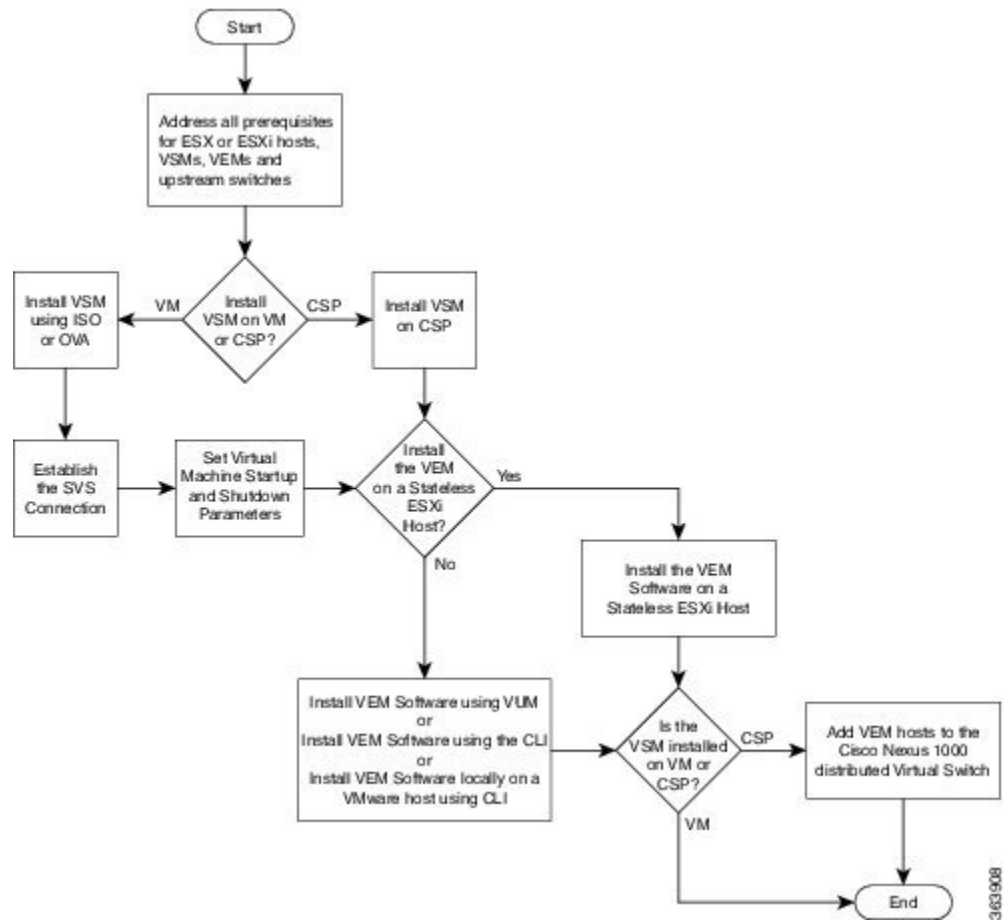 Start
Address all prerequisites
for ESX or ESXi hosts,
VSMs, VEMs and
upstream switches
Install VSM
using ISO
or OVA
VM
Install
VSM on VM
or CSP?
CSP
Install VSM
on CSP
Establish
the SVS
Connection
Set Virtual
Machine Startup
and Shutdown
Parameters
Install
the VEM
on a Stateless
ESXi
Host?
Yes
No
Install the VEM
Software on a
Stateless ESXi Host
Install VEM Software using VUM
or
Install VEM Software using the CLI
or
Install VEM Software locally on a
VMware host using CLI
Is the
VSM installed
on VM or
CSP?
CSP
VM
Add VEM hosts to the
Cisco Nexus 1000
distributed Virtual Switch
End
363908